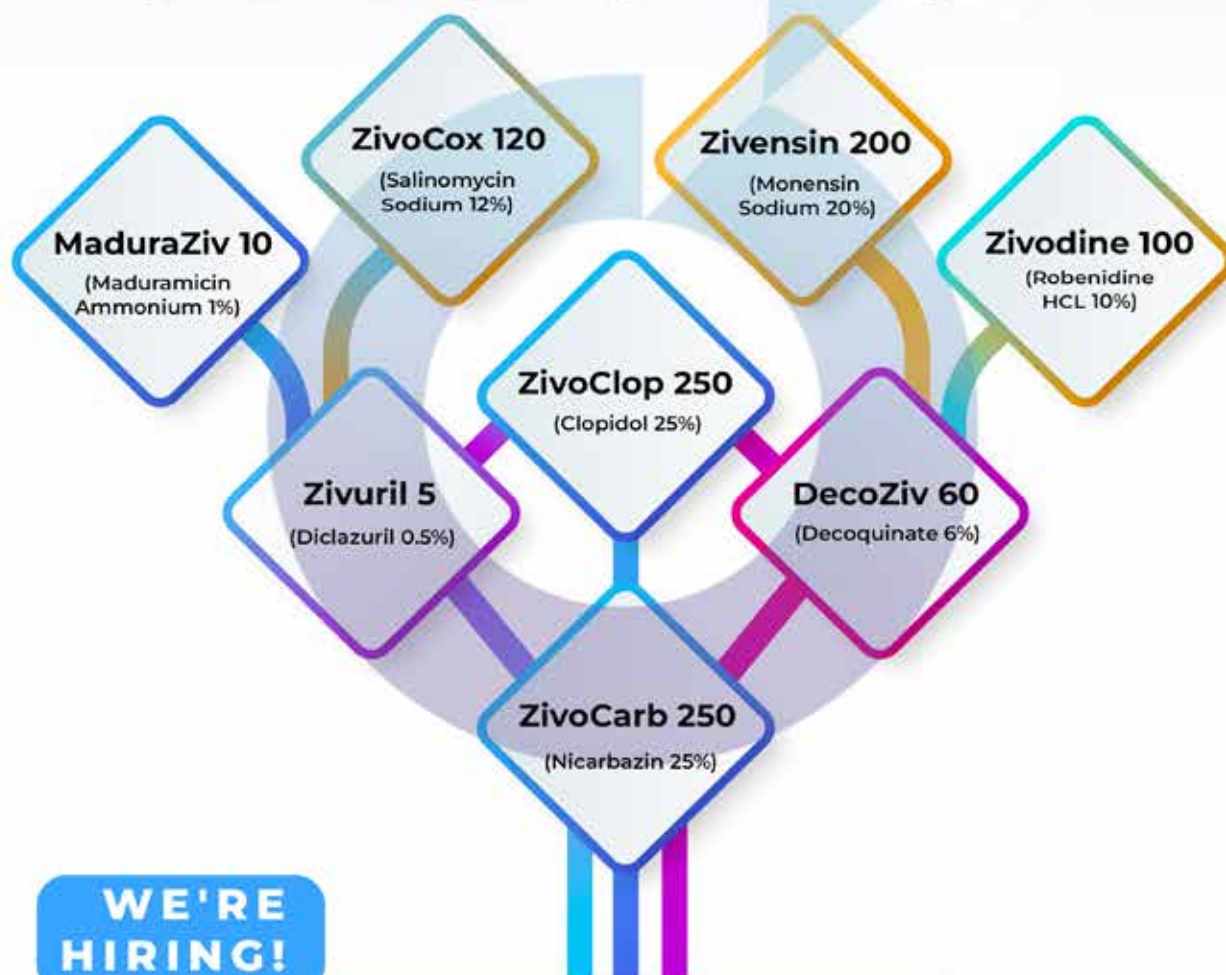 ZivoCox 120
(Salinomycin
Sodium 12%)
Zivensin 200
(Monensin
Sodium 20%)
MaduraZiv 10
(Maduramicin
Ammonium 1%)
Zivodine 100
(Robenidine
HCL 10%)
ZivoClop 250
(Clopidol 25%)
Zivuril 5
(Diclazuril 0.5%)
DecoZiv 60
(Decoquinate 6%)
ZivoCarb 250
(Nicarbazin 25%)
WE'RE
HIRING!